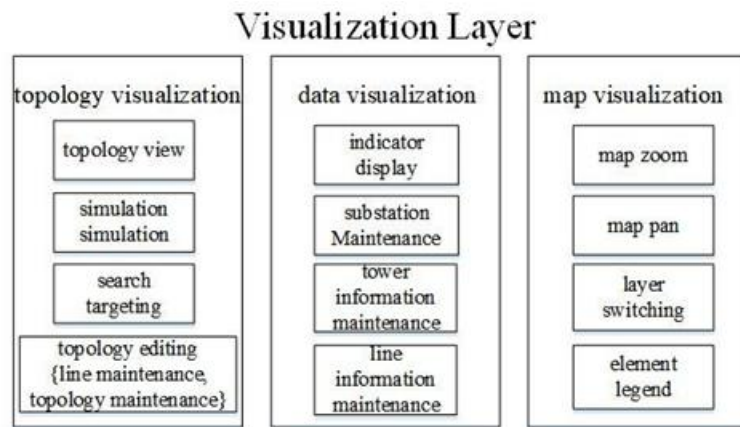 Visualization Layer
topology visualization
topology view
simulation
simulation
search
targeting
topology editing
{line maintenance,
topology maintenance}
data visualization
indicator
display
substation
Maintenance
tower
information
maintenance
line
information
maintenance
map visualization
map zoom
map pan
layer
switching
element
legend